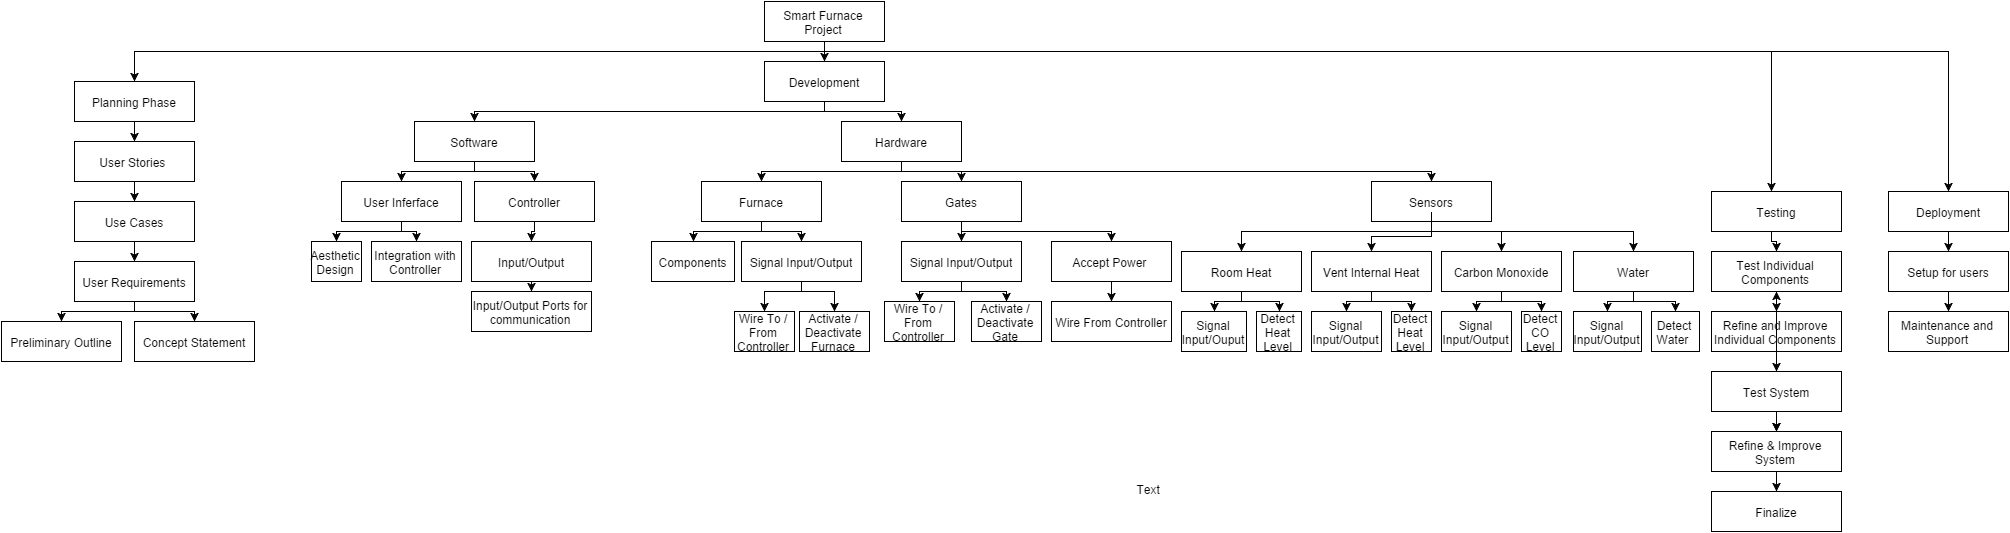 Smart Furnace
Project
Development
Planning Phase
User Stories
Use Cases
User Requirements
Preliminary Outline
Concept Statement
Software
User Inferface
Aesthetic
Design
Integration with
Controller
Controller
Input/Output
Input/Output Ports for
communication
Hardware
Furnace
Components
Signal Input/Output
Wire To /
From
Controller
Activate /
Deactivate
Furnace
Gates
Signal Input/Output
Wire To /
From
Controller
Activate /
Deactivate
Gate
Accept Power
Wire From Controller
Sensors
Room Heat
Signal
Input/Ouput
Detect
Heat
Level
Vent Internal Heat
Signal
Input/Output
Detect
Heat
Level
Carbon Monoxide
Signal
Input/Output
Detect
CO
Level
Water
Signal
Input/Output
Detect
Water
Testing
Test Individual
Components
Refine and Improve
Individual Components
Test System
Refine & Improve
System
Finalize
Deployment
Setup for users
Maintenance and
Support
Text